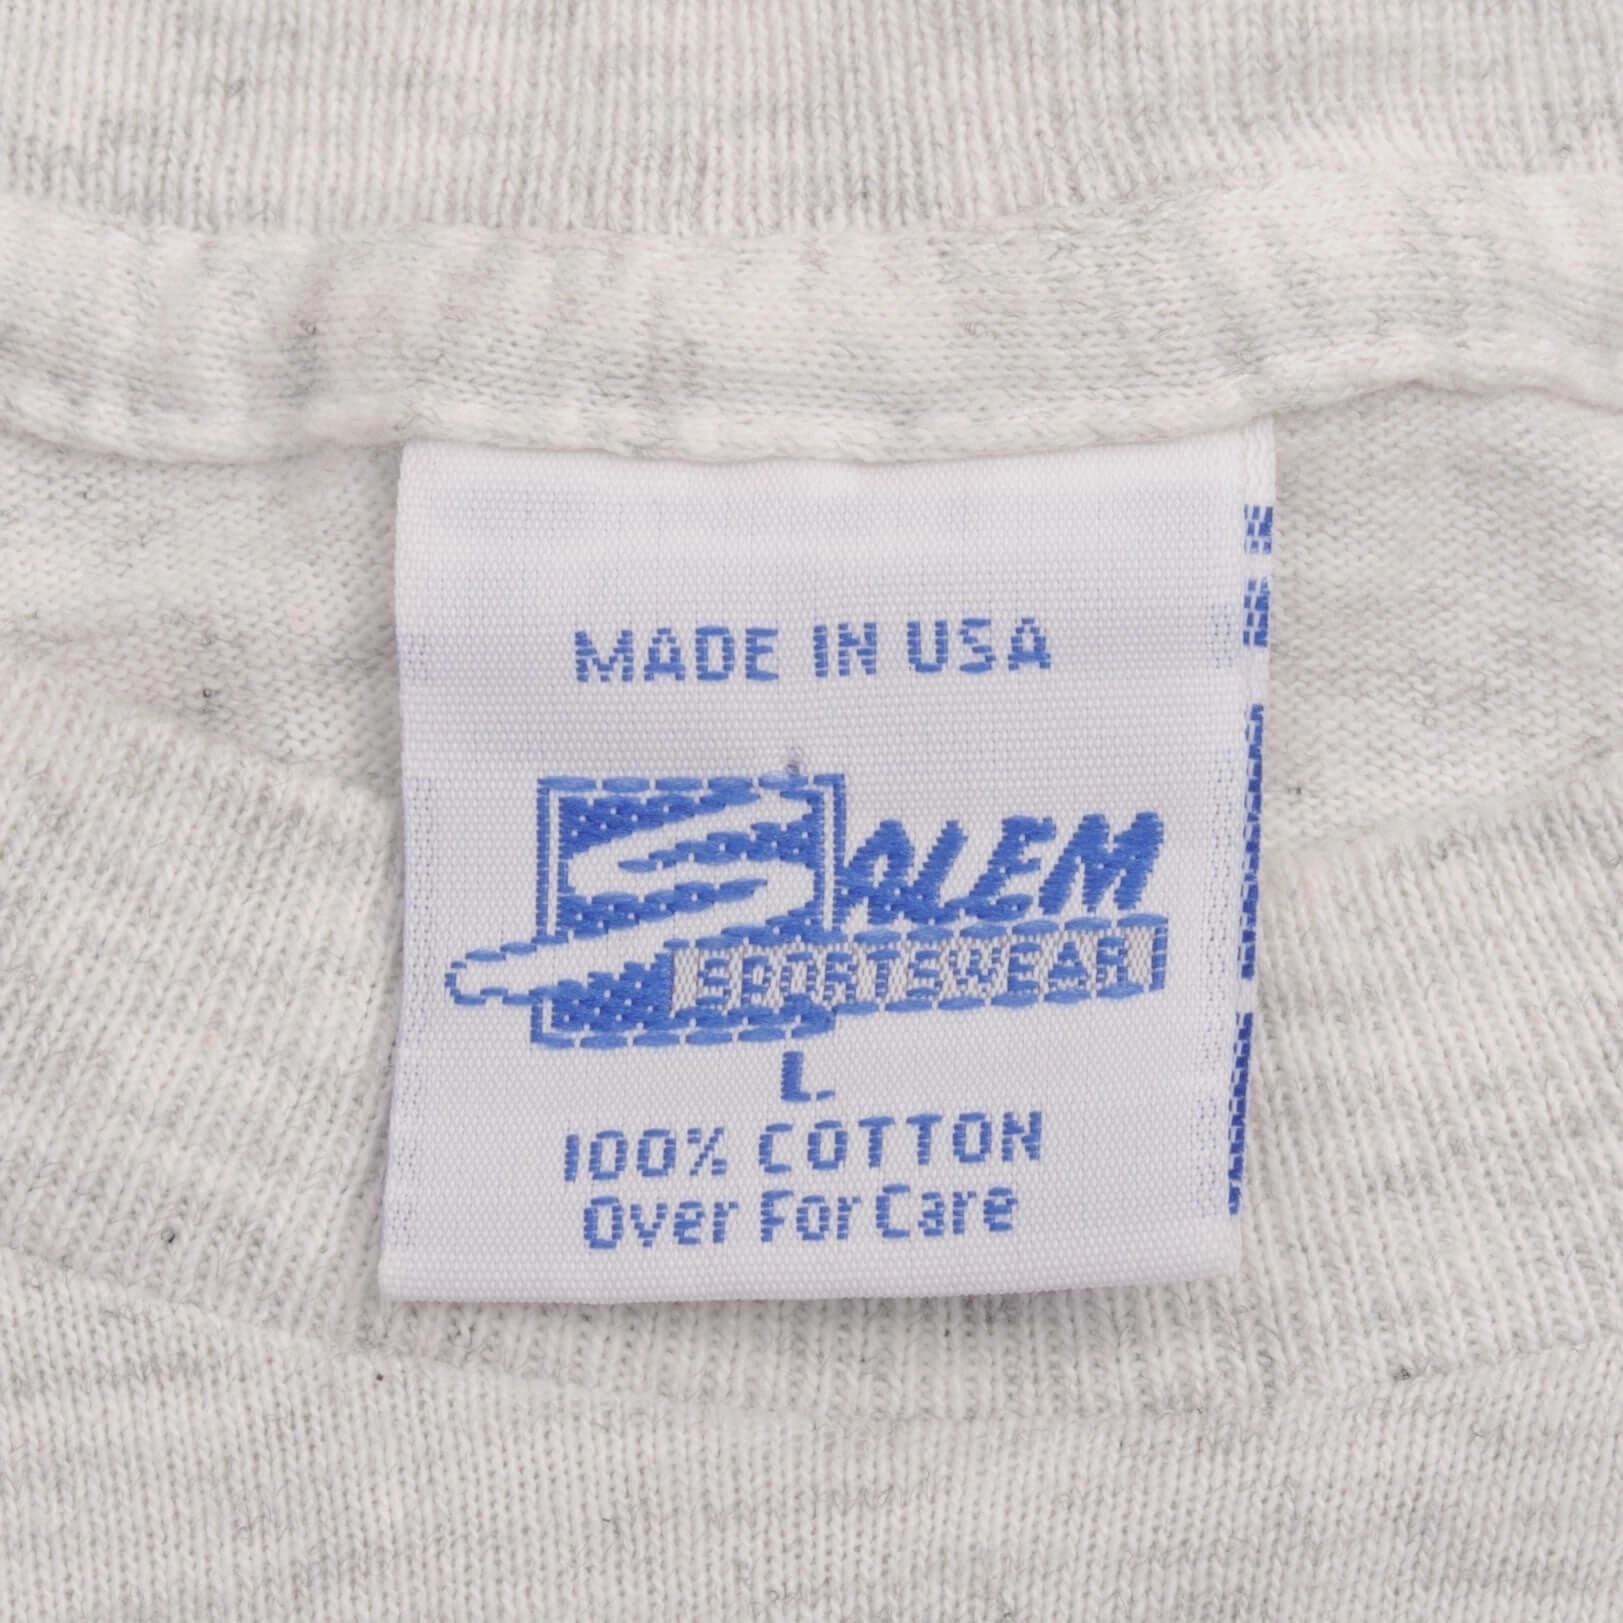 MADE IN USA
SALEM
SPORTSWEAR
L
100% COTTON
Over For Care